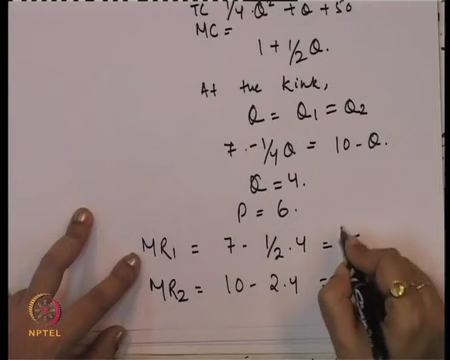 TC 1/4·Q² + Q + 50
MC =
1 + 1/2 Q.
At the kink,
Q = Q1 = Q2
7 - 1/4 Q = 10 - Q.
Q = 4.
P = 6.
MR1 = 7 - 1/2·4 =
MR2 = 10 - 2·4 =
NPTEL